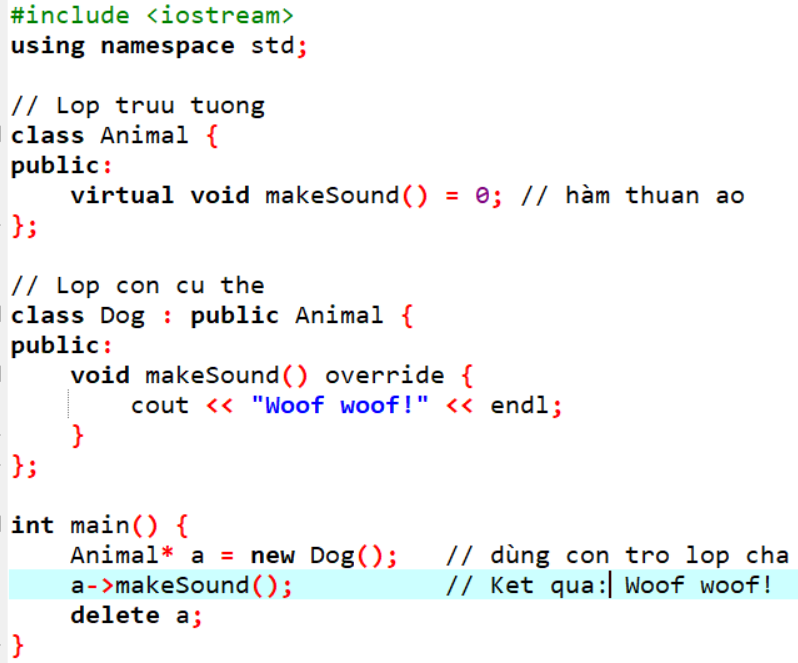 #include <iostream>
using namespace std;

// Lop truu tuong
class Animal {
public:
    virtual void makeSound() = 0; // hàm thuan ao
};

// Lop con cu the
class Dog : public Animal {
public:
    void makeSound() override {
        cout << "Woof woof!" << endl;
    }
};

int main() {
    Animal* a = new Dog();   // dùng con tro lop cha
    a->makeSound();          // Ket qua: Woof woof!
    delete a;
}